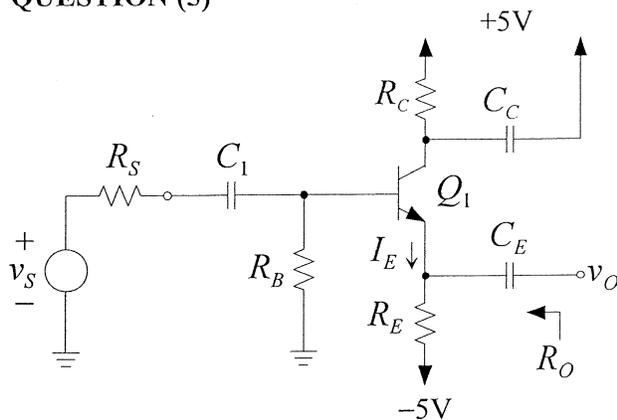 QUESTION (3)
+5V
R_C
C_C
R_S
C_1
Q_1
+
v_S
−
R_B
I_E
C_E
v_O
R_E
R_O
−5V